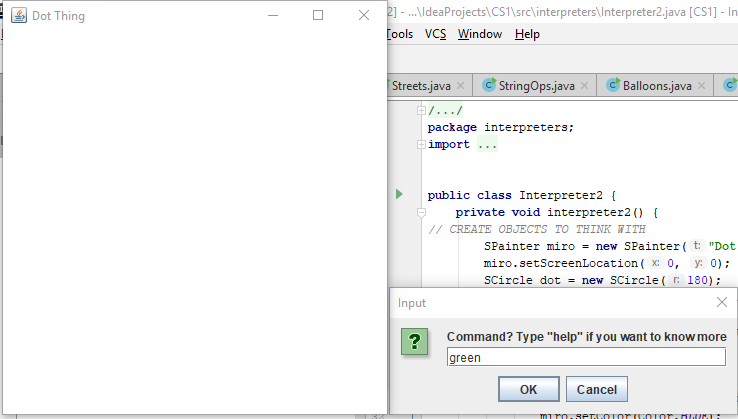 Dot Thing
2] - ...\IdeaProjects\CS1\src\interpreters\Interpreter2.java [CS1] - In
Tools VCS Window Help
Streets.java StringOps.java Balloons.java
/.../
package interpreters;
import ...
public class Interpreter2 {
private void interpreter2() {
// CREATE OBJECTS TO THINK WITH
SPainter miro = new SPainter( t: "Dot
miro.setScreenLocation( x: 0, y: 0);
SCircle dot = new SCircle( r: 180);
Input
Command? Type "help" if you want to know more
green
OK Cancel
32
miro.setColor(Color.BLUE);